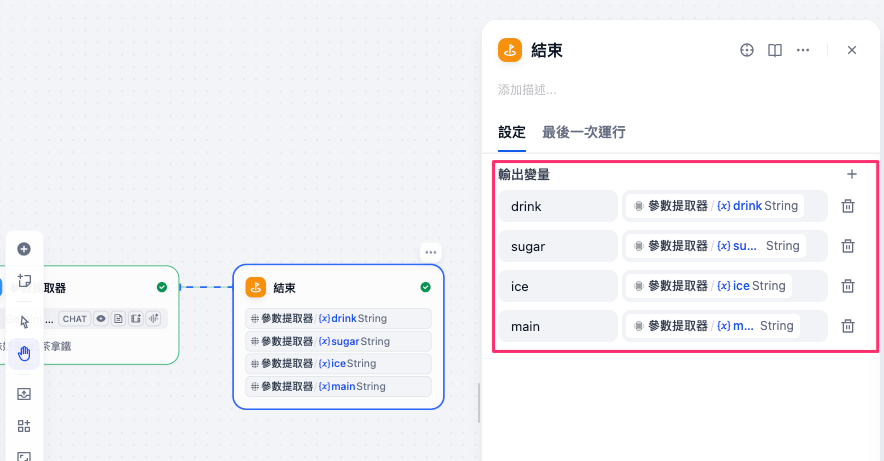 結束
添加描述...
設定 最後一次運行
輸出變量
drink 參數提取器 / {x} drink String
sugar 參數提取器 / {x} su... String
ice 參數提取器 / {x} ice String
main 參數提取器 / {x} m... String
取器
... CHAT
茶拿鐵
結束
參數提取器 / {x} drink String
參數提取器 / {x} sugar String
參數提取器 / {x} ice String
參數提取器 / {x} main String